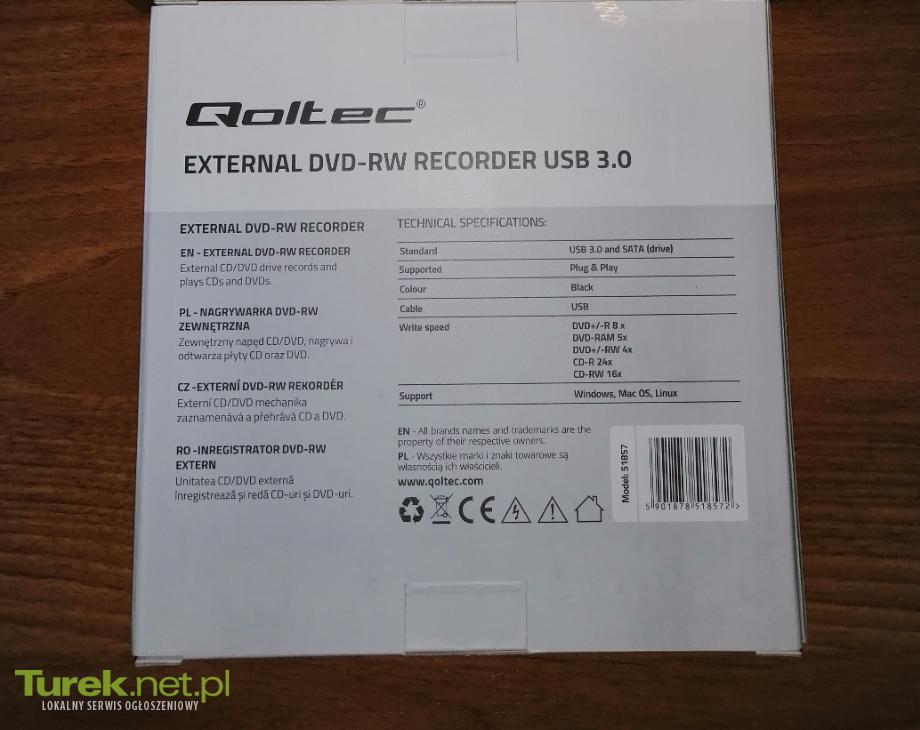 Qoltec®
EXTERNAL DVD-RW RECORDER USB 3.0
EXTERNAL DVD-RW RECORDER
EN - EXTERNAL DVD-RW RECORDER
External CD/DVD drive records and
plays CDs and DVDs.
PL - NAGRYWARKA DVD-RW
ZEWNĘTRZNA
Zewnętrzny napęd CD/DVD, nagrywa i
odtwarza płyty CD oraz DVD.
CZ -EXTERNÍ DVD-RW REKORDÉR
Externí CD/DVD mechanika
zaznamenává a přehrává CD a DVD.
RO -INREGISTRATOR DVD-RW
EXTERN
Unitatea CD/DVD externă
înregistrează și redă CD-uri și DVD-uri.
TECHNICAL SPECIFICATIONS:
Standard USB 3.0 and SATA (drive)
Supported Plug & Play
Colour Black
Cable USB
Write speed DVD+/-R 8 x
DVD-RAM 5x
DVD+/-RW 4x
CD-R 24x
CD-RW 16x
Support Windows, Mac OS, Linux
EN - All brands names and trademarks are the
property of their respective owners.
PL - Wszystkie marki i znaki towarowe są
własnością ich właścicieli.
www.qoltec.com
Model: 51857
5 901878 518572 >
Turek.net.pl
LOKALNY SERWIS OGŁOSZENIOWY